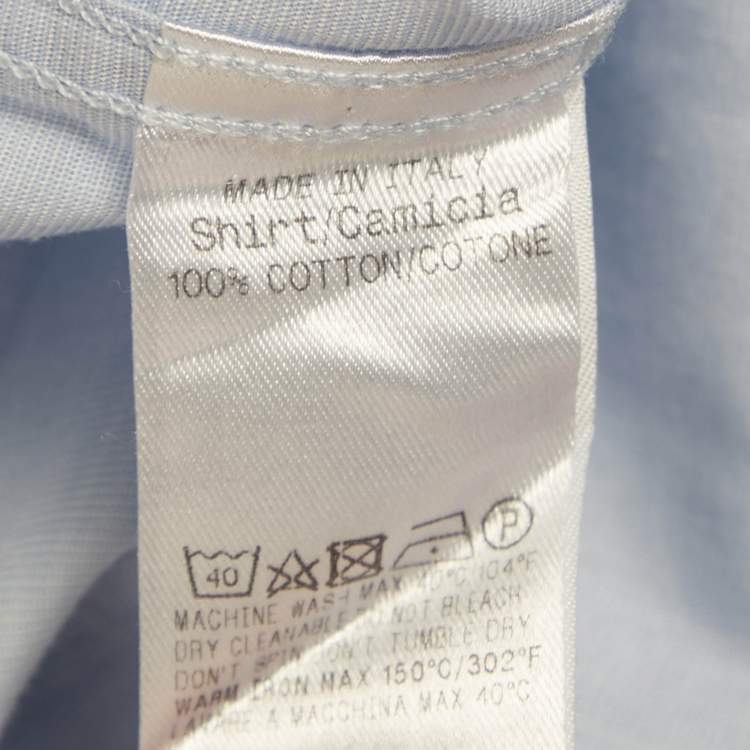 MADE IN ITALY
Shirt/Camicia
100% COTTON/COTONE
40 P
MACHINE WASH MAX 40°C/104°F
DRY CLEANABLE DO NOT BLEACH
DON'T SPIN DON'T TUMBLE DRY
WARM IRON MAX 150°C/302°F
LAVARE A MACCHINA MAX 40°C